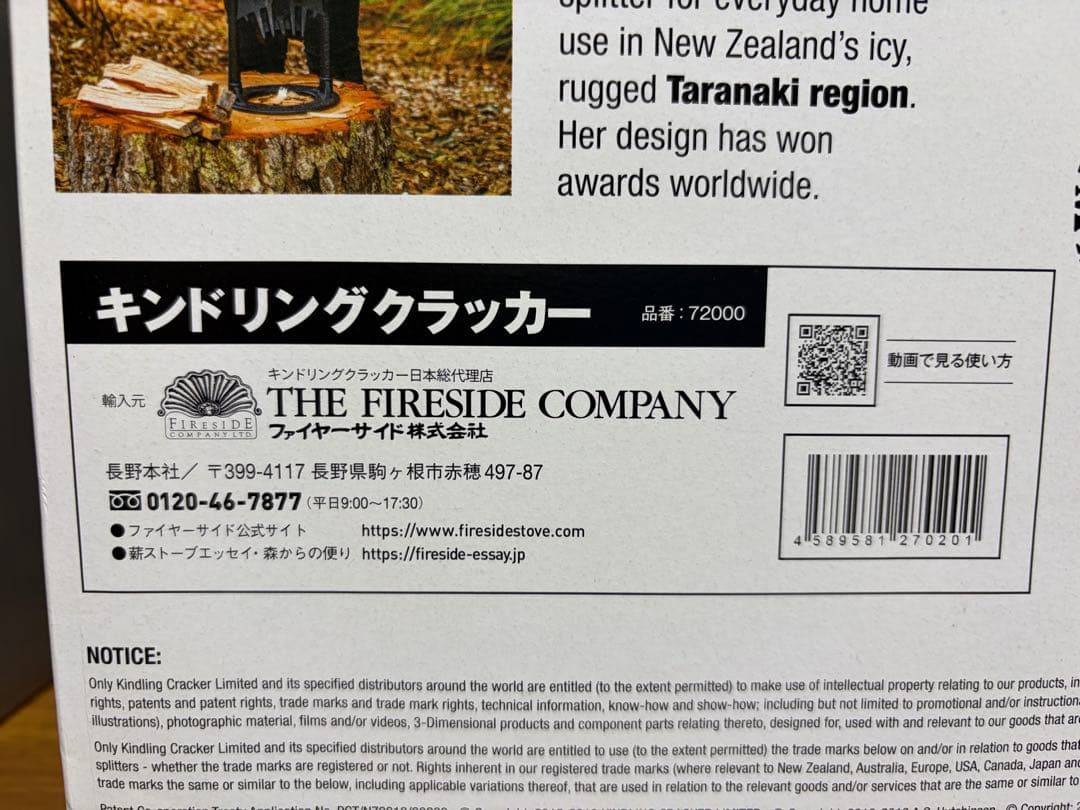 splitter for everyday home
use in New Zealand's icy,
rugged Taranaki region.
Her design has won
awards worldwide.
キンドリングクラッカー 品番：72000
動画で見る使い方
輸入元
FIRESIDE
COMPANY LTD.
キンドリングクラッカー日本総代理店
THE FIRESIDE COMPANY
ファイヤーサイド株式会社
長野本社／ 〒399-4117 長野県駒ヶ根市赤穂497-87
0120-46-7877（平日9:00〜17:30）
●ファイヤーサイド公式サイト https://www.firesidestove.com
●薪ストーブエッセイ・森からの便り https://fireside-essay.jp
4 589581 270201
NOTICE:
Only Kindling Cracker Limited and its specified distributors around the world are entitled (to the extent permitted) to make use of intellectual property relating to our products, in
rights, patents and patent rights, trade marks and trade mark rights, technical information, know-how and show-how; including but not limited to promotional and/or instruction
illustrations), photographic material, films and/or videos, 3-Dimensional products and component parts relating thereto, designed for, used with and relevant to our goods that are
Only Kindling Cracker Limited and its specified distributors around the world are entitled to use (to the extent permitted) the trade marks below on and/or in relation to goods that
splitters - whether the trade marks are registered or not. Rights inherent in our registered trade marks (where relevant to New Zealand, Australia, Europe, USA, Canada, Japan and
trade marks the same or similar to the below, including applicable variations thereof, that are used in relation to the relevant goods and/or services that are the same or similar to